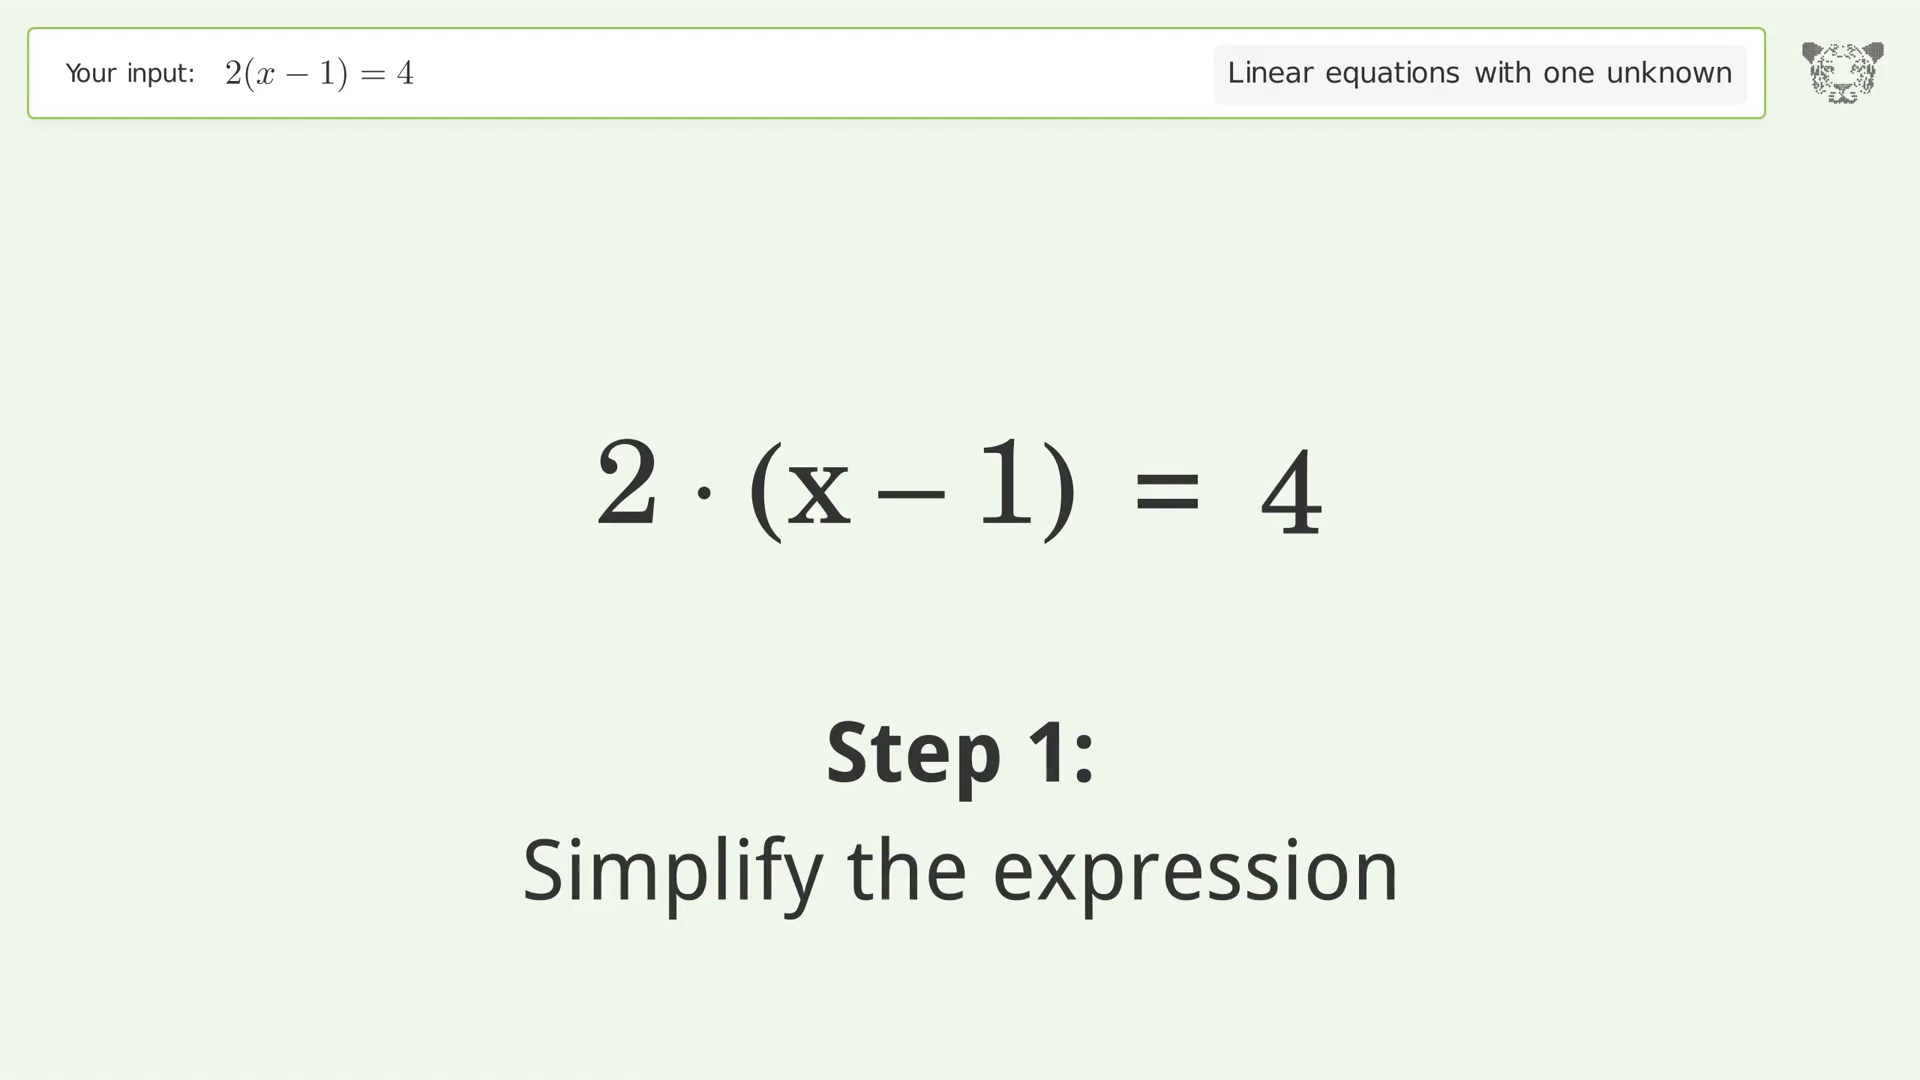 Your input: 2(x − 1) = 4
Linear equations with one unknown
2 · (x − 1) = 4
Step 1:
Simplify the expression